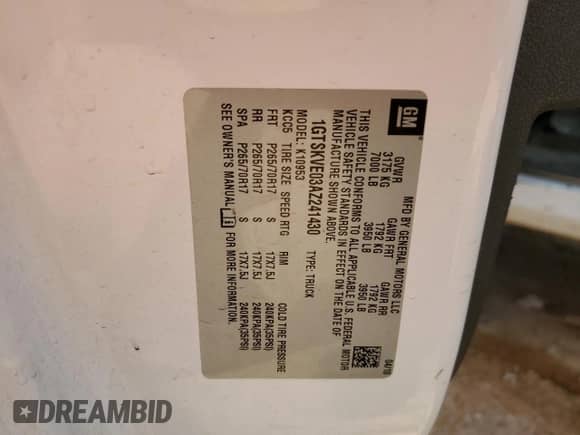 GM
MFD BY GENERAL MOTORS LLC
04/10
GVWR GAWR FRT GAWR RR
3175 KG 1792 KG 1792 KG
7000 LB 3950 LB 3950 LB
THIS VEHICLE CONFORMS TO ALL APPLICABLE U.S. FEDERAL MOTOR
VEHICLE SAFETY STANDARDS IN EFFECT ON THE DATE OF
MANUFACTURE SHOWN ABOVE.
1GTSKVE03AZ241430
TYPE: TRUCK
MODEL: K10953
KCC5 TIRE SIZE SPEED RTG RIM COLD TIRE PRESSURE
FRT P265/70R17 S 17X7.5J 240KPA(35PSI)
RR P265/70R17 S 17X7.5J 240KPA(35PSI)
SPA P265/70R17 S 17X7.5J 240KPA(35PSI)
SEE OWNER'S MANUAL FOR MORE INFORMATION.
DREAMBID